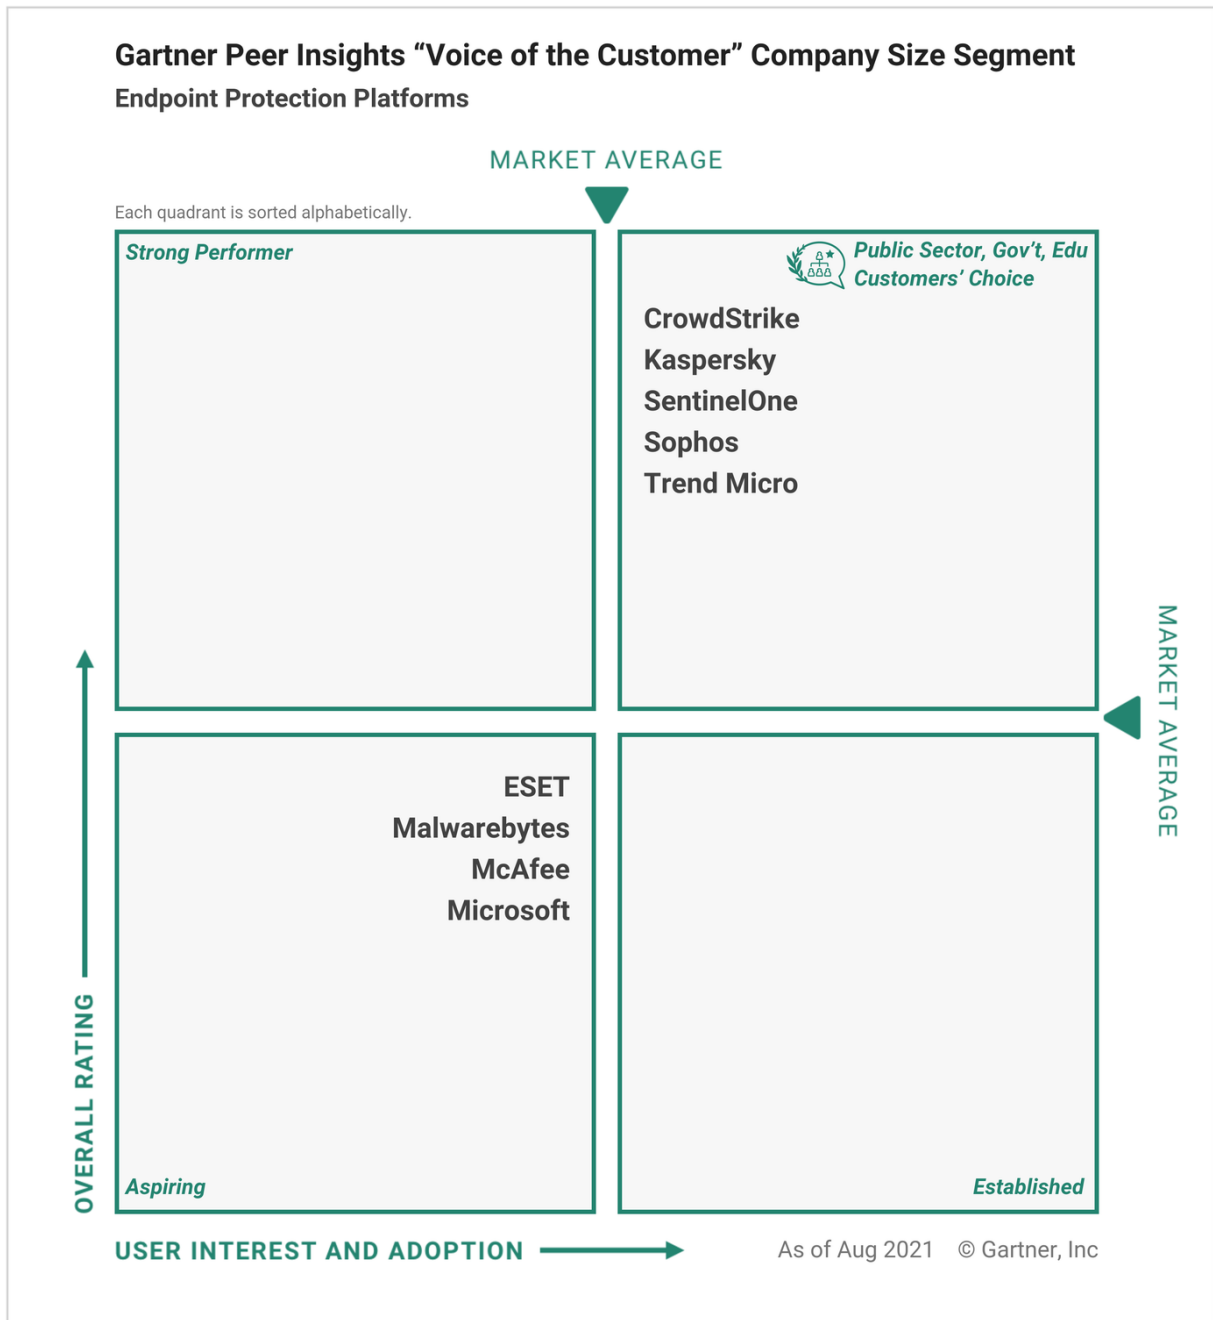 Gartner Peer Insights “Voice of the Customer” Company Size Segment
Endpoint Protection Platforms
MARKET AVERAGE
Each quadrant is sorted alphabetically.
Strong Performer
Public Sector, Gov’t, Edu
Customers’ Choice
CrowdStrike
Kaspersky
SentinelOne
Sophos
Trend Micro
MARKET AVERAGE
ESET
Malwarebytes
McAfee
Microsoft
OVERALL RATING
Aspiring
Established
USER INTEREST AND ADOPTION
As of Aug 2021 © Gartner, Inc